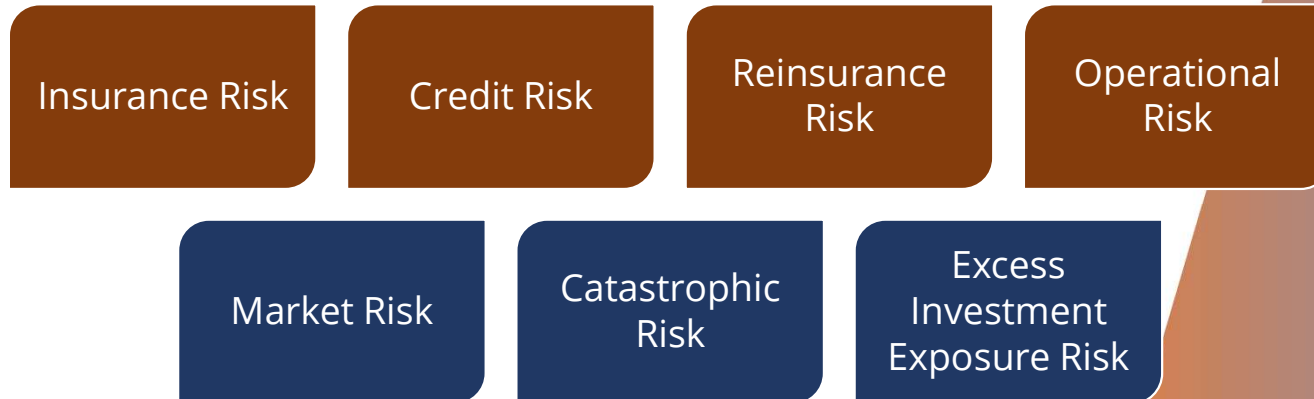 Insurance Risk
Credit Risk
Reinsurance
Risk
Operational
Risk
Market Risk
Catastrophic
Risk
Excess
Investment
Exposure Risk